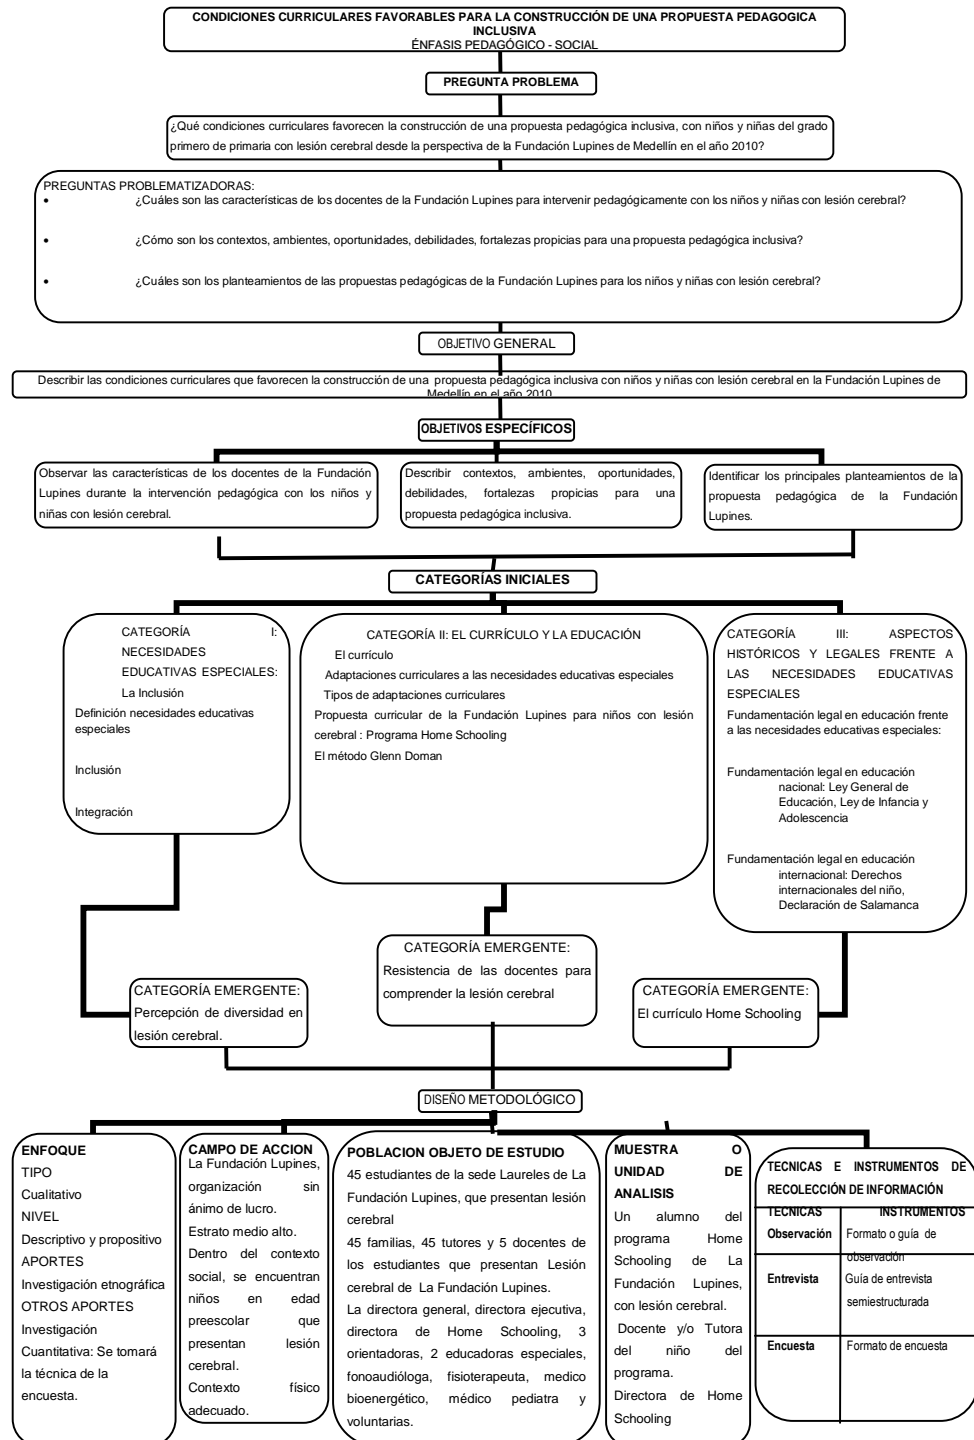 CONDICIONES CURRICULARES FAVORABLES PARA LA CONSTRUCCIÓN DE UNA PROPUESTA PEDAGOGICA
INCLUSIVA
ÉNFASIS PEDAGÓGICO - SOCIAL
PREGUNTA PROBLEMA
¿Qué condiciones curriculares favorecen la construcción de una propuesta pedagógica inclusiva, con niños y niñas del grado
primero de primaria con lesión cerebral desde la perspectiva de la Fundación Lupines de Medellín en el año 2010?
PREGUNTAS PROBLEMATIZADORAS:
• ¿Cuáles son las características de los docentes de la Fundación Lupines para intervenir pedagógicamente con los niños y niñas con lesión cerebral?
• ¿Cómo son los contextos, ambientes, oportunidades, debilidades, fortalezas propicias para una propuesta pedagógica inclusiva?
• ¿Cuáles son los planteamientos de las propuestas pedagógicas de la Fundación Lupines para los niños y niñas con lesión cerebral?
OBJETIVO GENERAL
Describir las condiciones curriculares que favorecen la construcción de una propuesta pedagógica inclusiva con niños y niñas con lesión cerebral en la Fundación Lupines de
Medellín en el año 2010
OBJETIVOS ESPECÍFICOS
Observar las características de los docentes de la Fundación
Lupines durante la intervención pedagógica con los niños y
niñas con lesión cerebral.
Describir contextos, ambientes, oportunidades,
debilidades, fortalezas propicias para una
propuesta pedagógica inclusiva.
Identificar los principales planteamientos de la
propuesta pedagógica de la Fundación
Lupines.
CATEGORÍAS INICIALES
CATEGORÍA I:
NECESIDADES
EDUCATIVAS ESPECIALES:
La Inclusión
Definición necesidades educativas
especiales
Inclusión
Integración
CATEGORÍA II: EL CURRÍCULO Y LA EDUCACIÓN
El currículo
Adaptaciones curriculares a las necesidades educativas especiales
Tipos de adaptaciones curriculares
Propuesta curricular de la Fundación Lupines para niños con lesión
cerebral : Programa Home Schooling
El método Glenn Doman
CATEGORÍA III: ASPECTOS
HISTÓRICOS Y LEGALES FRENTE A
LAS NECESIDADES EDUCATIVAS
ESPECIALES
Fundamentación legal en educación frente
a las necesidades educativas especiales:
Fundamentación legal en educación
nacional: Ley General de
Educación, Ley de Infancia y
Adolescencia
Fundamentación legal en educación
internacional: Derechos
internacionales del niño,
Declaración de Salamanca
CATEGORÍA EMERGENTE:
Percepción de diversidad en
lesión cerebral.
CATEGORÍA EMERGENTE:
Resistencia de las docentes para
comprender la lesión cerebral
CATEGORÍA EMERGENTE:
El currículo Home Schooling
DISEÑO METODOLÓGICO
ENFOQUE
TIPO
Cualitativo
NIVEL
Descriptivo y propositivo
APORTES
Investigación etnográfica
OTROS APORTES
Investigación
Cuantitativa: Se tomará
la técnica de la
encuesta.
CAMPO DE ACCION
La Fundación Lupines,
organización sin
ánimo de lucro.
Estrato medio alto.
Dentro del contexto
social, se encuentran
niños en edad
preescolar que
presentan lesión
cerebral.
Contexto físico
adecuado.
POBLACION OBJETO DE ESTUDIO
45 estudiantes de la sede Laureles de La
Fundación Lupines, que presentan lesión
cerebral
45 familias, 45 tutores y 5 docentes de
los estudiantes que presentan Lesión
cerebral de La Fundación Lupines.
La directora general, directora ejecutiva,
directora de Home Schooling, 3
orientadoras, 2 educadoras especiales,
fonoaudióloga, fisioterapeuta, medico
bioenergético, médico pediatra y
voluntarias.
MUESTRA O
UNIDAD DE
ANALISIS
Un alumno del
programa Home
Schooling de La
Fundación Lupines,
con lesión cerebral.
Docente y/o Tutora
del niño del
programa.
Directora de Home
Schooling
TECNICAS E INSTRUMENTOS DE
RECOLECCIÓN DE INFORMACIÓN
TECNICAS INSTRUMENTOS
Observación Formato o guía de
observación
Entrevista Guía de entrevista
semiestructurada
Encuesta Formato de encuesta